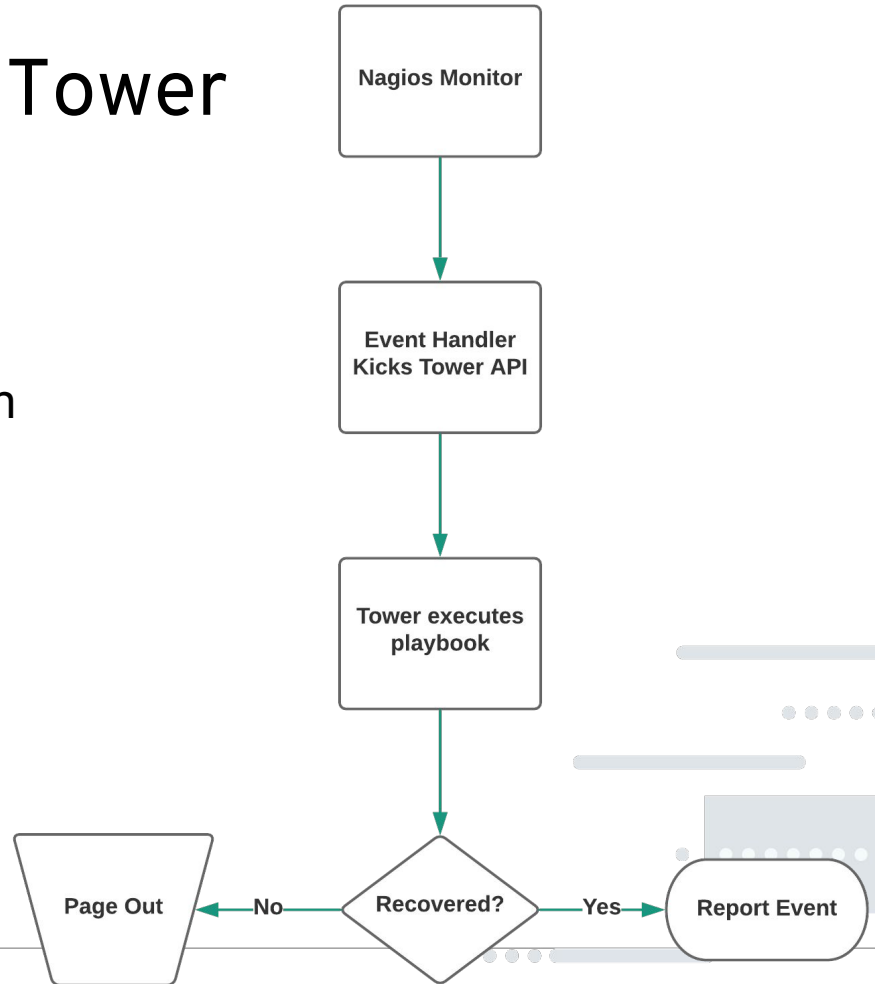 Tower
Nagios Monitor
Event Handler
Kicks Tower API
n
Tower executes
playbook
Page Out
No
Recovered?
Yes
Report Event